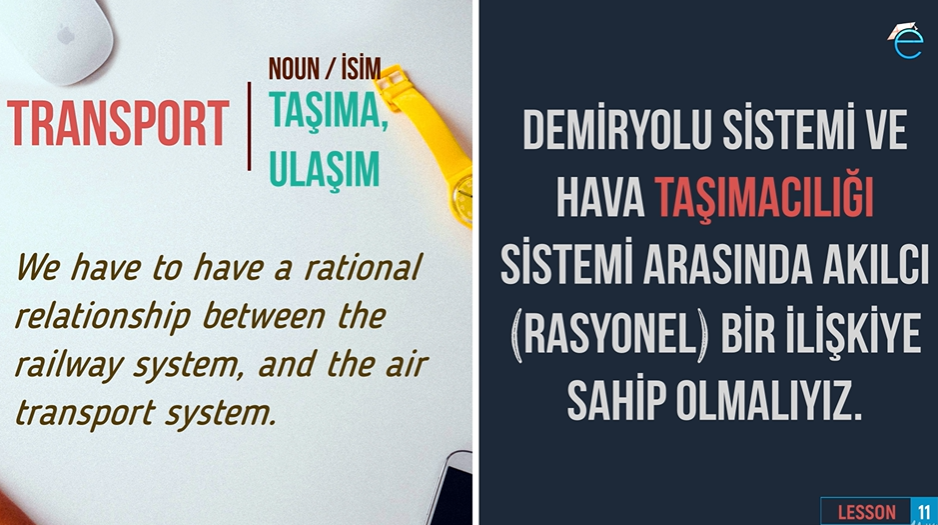 TRANSPORT
NOUN / İSİM
TAŞIMA,
ULAŞIM
We have to have a rational
relationship between the
railway system, and the air
transport system.
DEMİRYOLU SİSTEMİ VE
HAVA TAŞIMACILIĞI
SİSTEMİ ARASINDA AKILCI
(RASYONEL) BİR İLİŞKİYE
SAHİP OLMALIYIZ.
LESSON 11